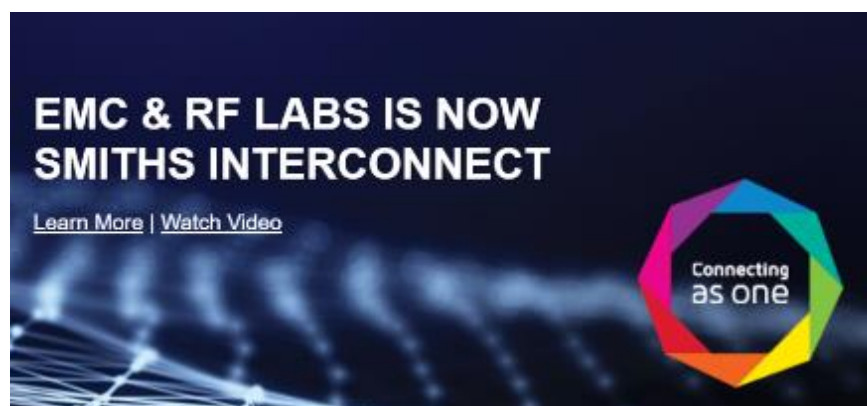 EMC & RF LABS IS NOW
SMITHS INTERCONNECT
Learn More | Watch Video
Connecting
as one